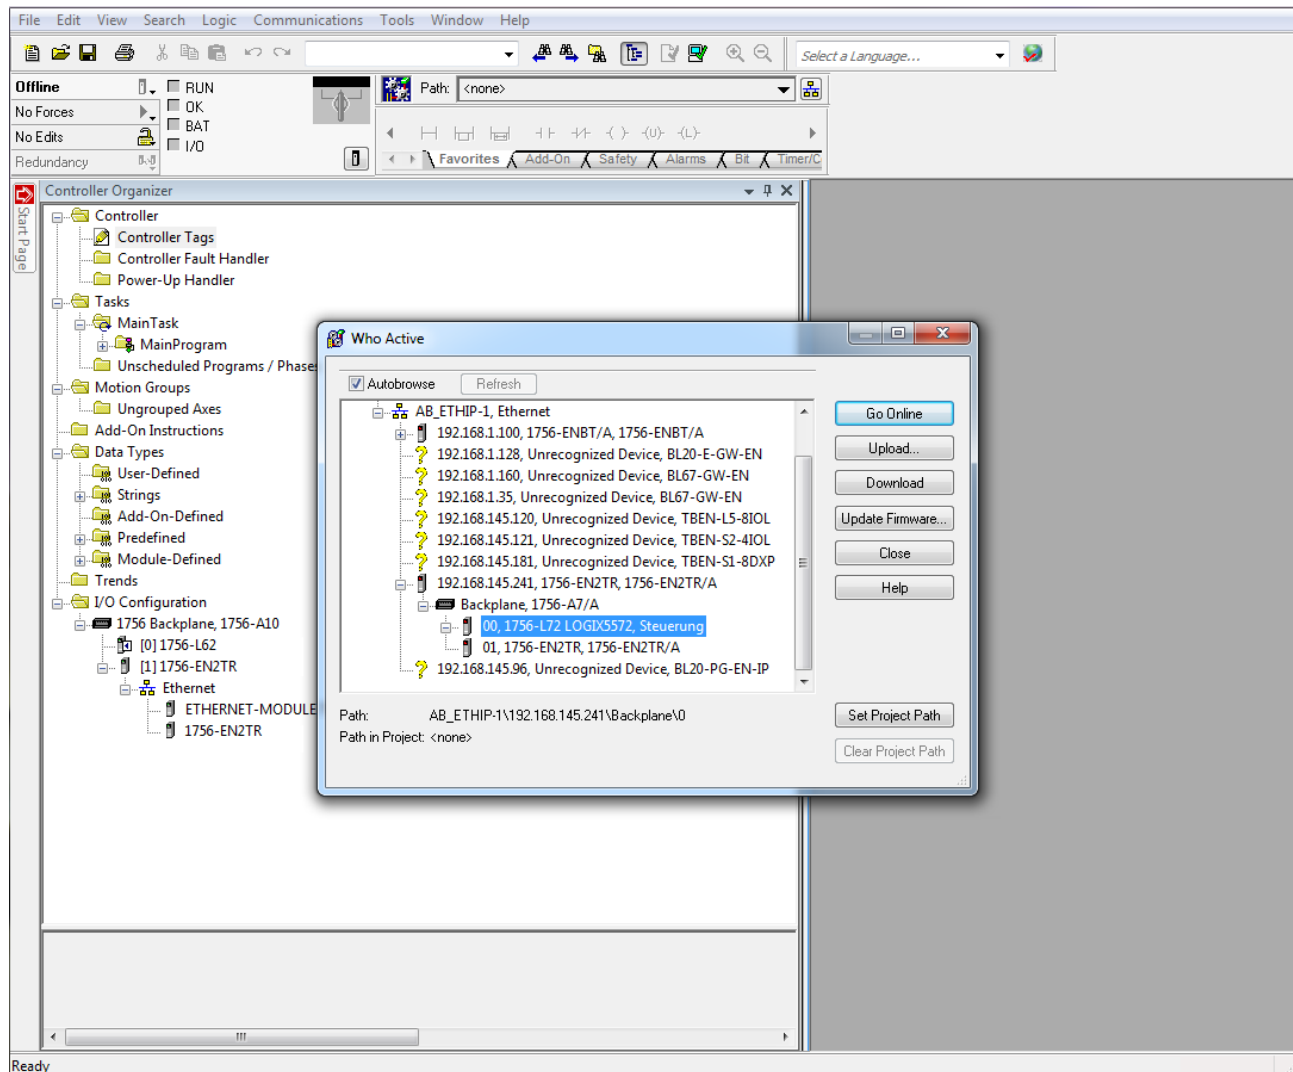 File Edit View Search Logic Communications Tools Window Help
Select a Language...
Offline
RUN
Path: <none>
No Forces
OK
No Edits
BAT
I/O
Redundancy
Favorites Add-On Safety Alarms Bit Timer/C
Start Page
Controller Organizer
Controller
Controller Tags
Controller Fault Handler
Power-Up Handler
Tasks
MainTask
MainProgram
Unscheduled Programs / Phase
Motion Groups
Ungrouped Axes
Add-On Instructions
Data Types
User-Defined
Strings
Add-On-Defined
Predefined
Module-Defined
Trends
I/O Configuration
1756 Backplane, 1756-A10
[0] 1756-L62
[1] 1756-EN2TR
Ethernet
ETHERNET-MODULE
1756-EN2TR
Who Active
Autobrowse Refresh
AB_ETHIP-1, Ethernet
192.168.1.100, 1756-ENBT/A, 1756-ENBT/A
192.168.1.128, Unrecognized Device, BL20-E-GW-EN
192.168.1.160, Unrecognized Device, BL67-GW-EN
192.168.1.35, Unrecognized Device, BL67-GW-EN
192.168.145.120, Unrecognized Device, TBEN-L5-8IOL
192.168.145.121, Unrecognized Device, TBEN-S2-4IOL
192.168.145.181, Unrecognized Device, TBEN-S1-8DXP
192.168.145.241, 1756-EN2TR, 1756-EN2TR/A
Backplane, 1756-A7/A
00, 1756-L72 LOGIX5572, Steuerung
01, 1756-EN2TR, 1756-EN2TR/A
192.168.145.96, Unrecognized Device, BL20-PG-EN-IP
Go Online
Upload...
Download
Update Firmware...
Close
Help
Path: AB_ETHIP-1\192.168.145.241\Backplane\0
Path in Project: <none>
Set Project Path
Clear Project Path
Ready